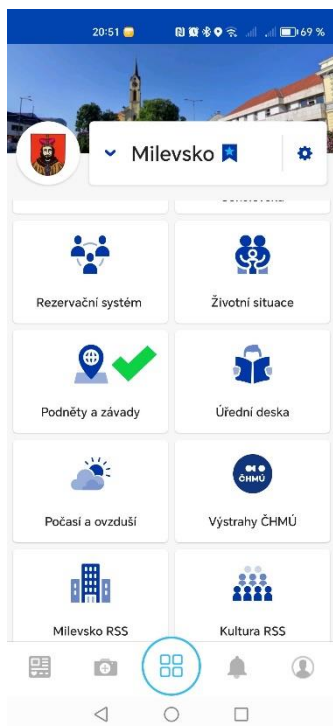 20:51
69 %
Milevsko
Rezervační systém
Životní situace
Podněty a závady
Úřední deska
Počasí a ovzduší
ČHMÚ
Výstrahy ČHMÚ
Milevsko RSS
Kultura RSS